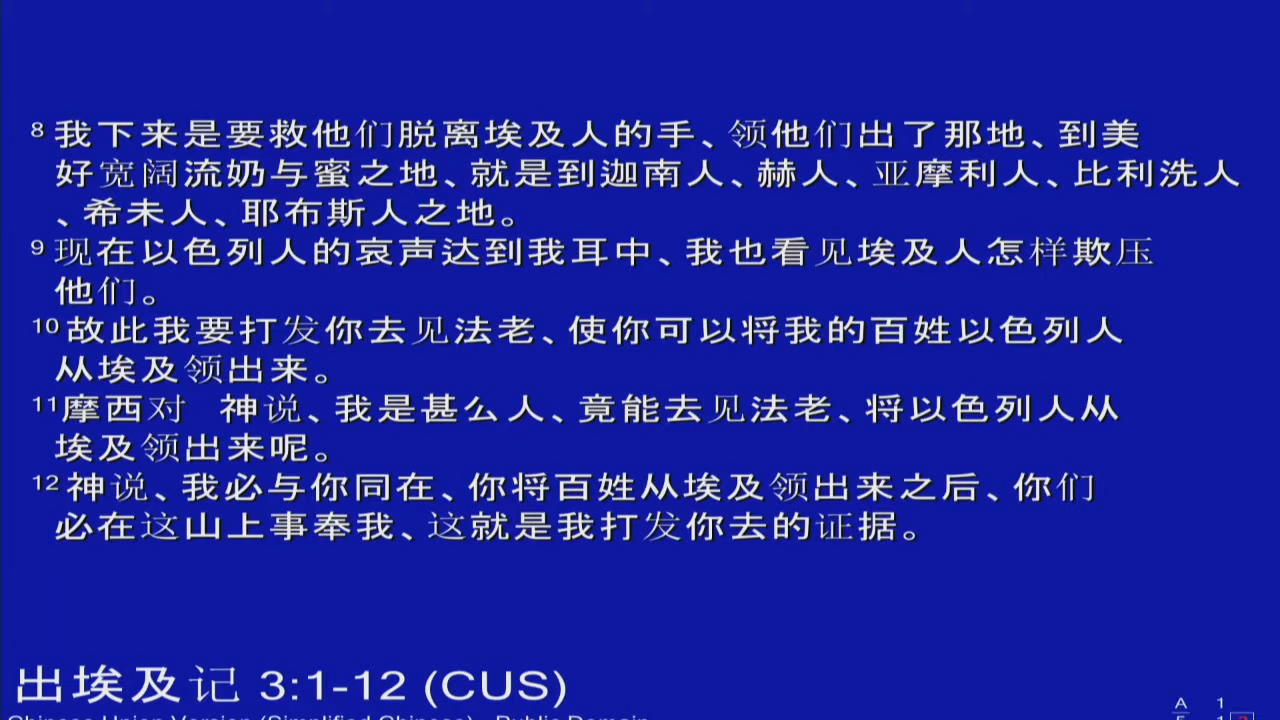 8 我下来是要救他们脱离埃及人的手、领他们出了那地、到美
好宽阔流奶与蜜之地、就是到迦南人、赫人、亚摩利人、比利洗人
、希未人、耶布斯人之地。
9 现在以色列人的哀声达到我耳中、我也看见埃及人怎样欺压
他们。
10 故此我要打发你去见法老、使你可以将我的百姓以色列人
从埃及领出来。
11 摩西对 神说、我是甚么人、竟能去见法老、将以色列人从
埃及领出来呢。
12 神说、我必与你同在、你将百姓从埃及领出来之后、你们
必在这山上事奉我、这就是我打发你去的证据。
出埃及记 3:1-12 (CUS)
Chinese Union Version (Simplified Chinese) - Public Domain
A 1